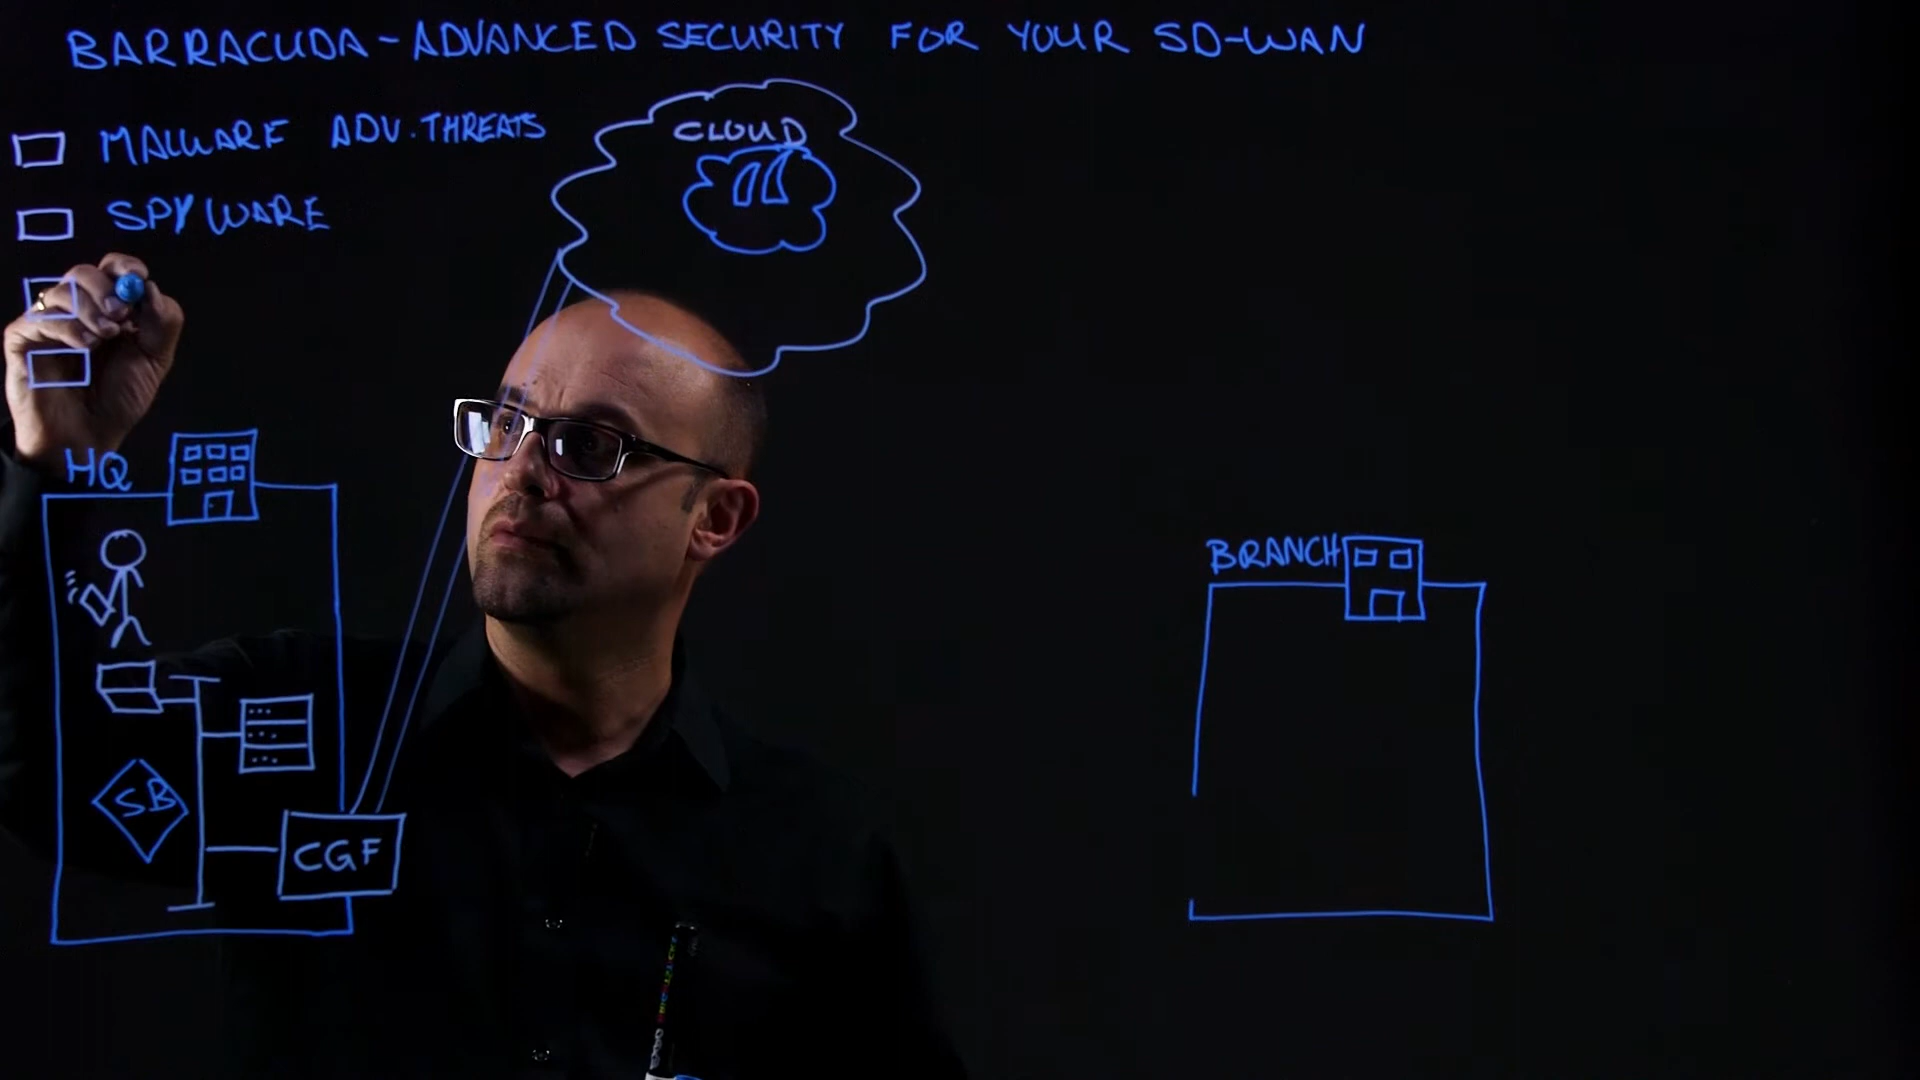 BARRACUDA - ADVANCED SECURITY FOR YOUR SD-WAN
MALWARE ADV. THREATS
CLOUD
SPYWARE
HQ
BRANCH
SB
CGF